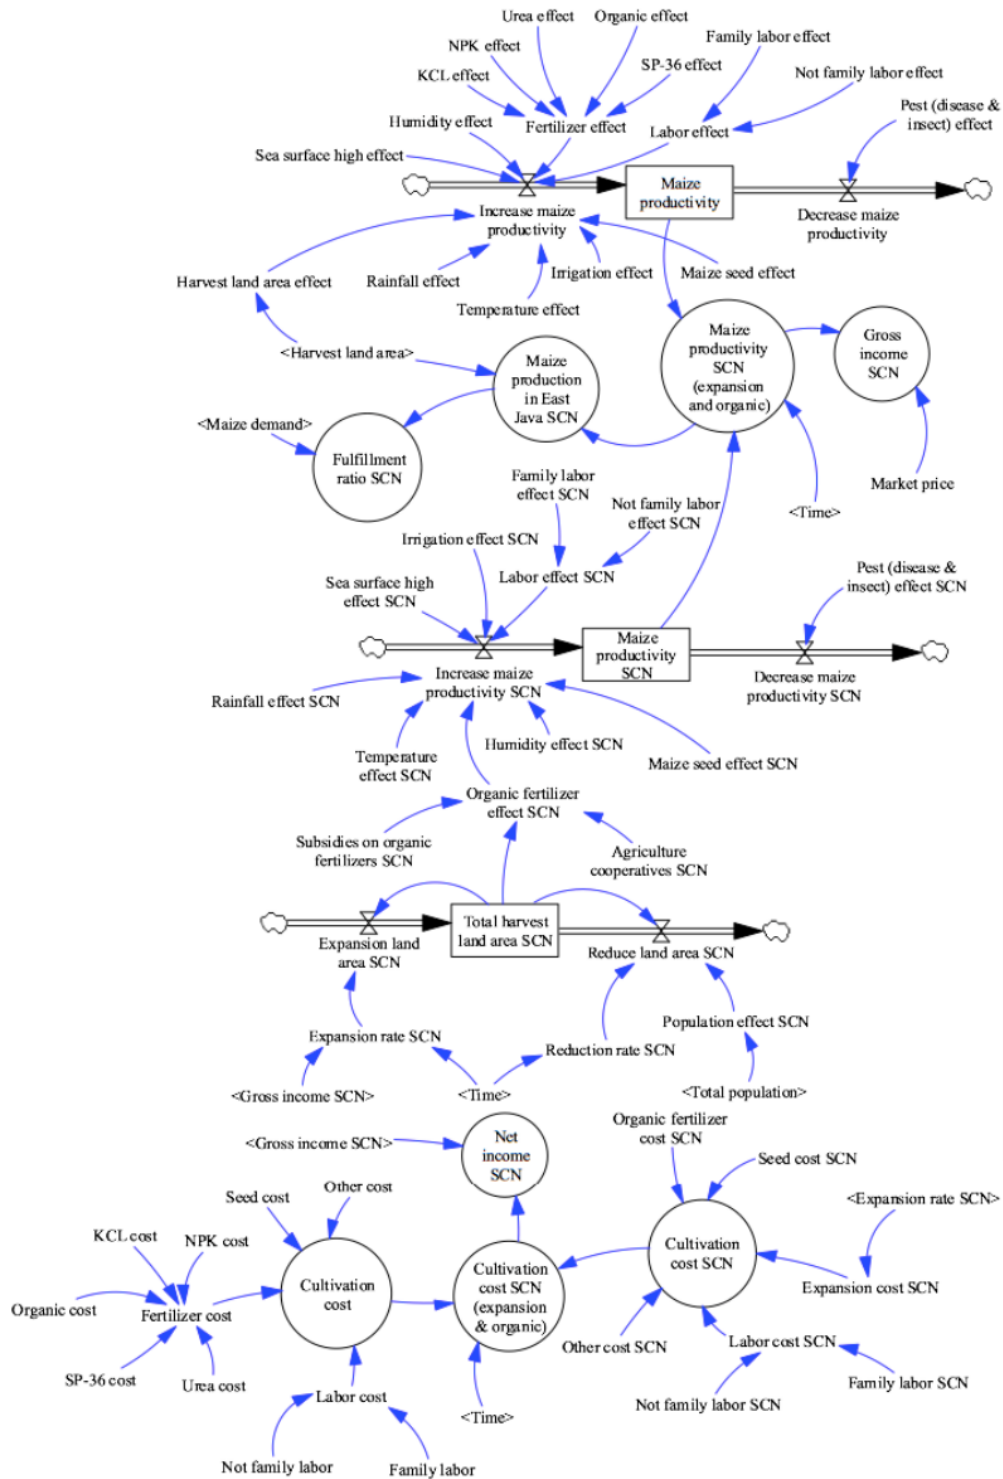 Urea effect
Organic effect
NPK effect
Family labor effect
KCL effect
SP-36 effect
Not family labor effect
Humidity effect
Fertilizer effect
Labor effect
Pest (disease &
insect) effect
Sea surface high effect
Maize
productivity
Increase maize
productivity
Decrease maize
productivity
Harvest land area effect
Rainfall effect
Irrigation effect
Maize seed effect
Temperature effect
<Harvest land area>
Maize
production
in East
Java SCN
Maize
productivity
SCN
(expansion
and organic)
Gross
income
SCN
<Maize demand>
Fulfillment
ratio SCN
Family labor
effect SCN
Not family labor
effect SCN
Market price
<Time>
Irrigation effect SCN
Labor effect SCN
Sea surface high
effect SCN
Pest (disease &
insect) effect SCN
Maize
productivity
SCN
Increase maize
productivity SCN
Decrease maize
productivity SCN
Rainfall effect SCN
Temperature
effect SCN
Humidity effect SCN
Maize seed effect SCN
Organic fertilizer
effect SCN
Subsidies on organic
fertilizers SCN
Agriculture
cooperatives SCN
Total harvest
land area SCN
Expansion land
area SCN
Reduce land area SCN
Expansion rate SCN
Reduction rate SCN
Population effect SCN
<Gross income SCN>
<Time>
<Total population>
<Gross income SCN>
Net
income
SCN
Organic fertilizer
cost SCN
Seed cost SCN
<Expansion rate SCN>
Seed cost
Other cost
KCL cost
NPK cost
Cultivation
cost
Cultivation
cost SCN
(expansion
& organic)
Cultivation
cost SCN
Expansion cost SCN
Organic cost
Fertilizer cost
Other cost SCN
Labor cost SCN
SP-36 cost
Urea cost
Labor cost
<Time>
Not family labor SCN
Family labor SCN
Not family labor
Family labor